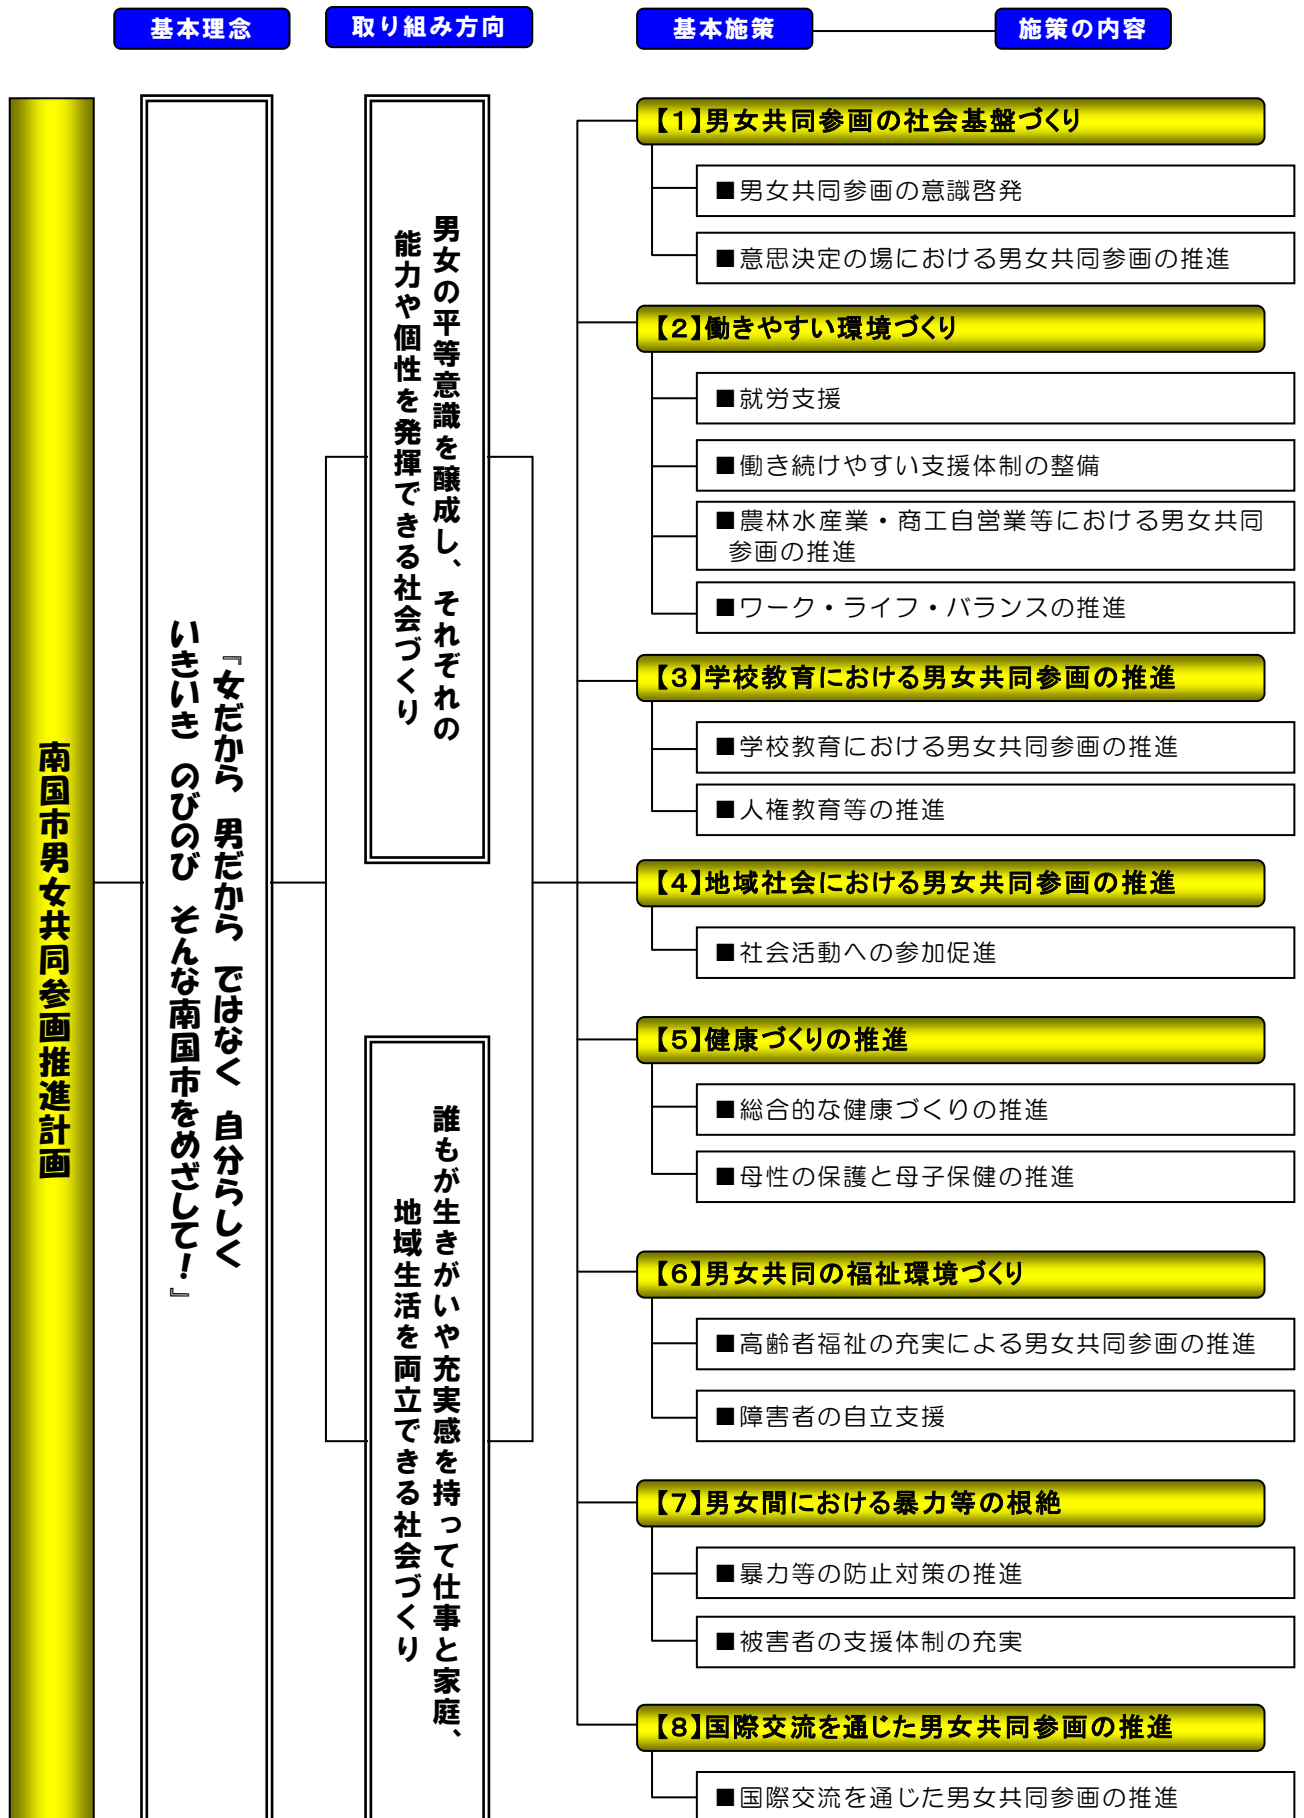 基本理念
取り組み方向
基本施策
施策の内容
南国市男女共同参画推進計画
『女だから　男だから　ではなく　自分らしく
いきいき　のびのび　そんな南国市をめざして！』
男女の平等意識を醸成し、それぞれの
能力や個性を発揮できる社会づくり
誰もが生きがいや充実感を持って仕事と家庭、
地域生活を両立できる社会づくり
【1】男女共同参画の社会基盤づくり
■男女共同参画の意識啓発
■意思決定の場における男女共同参画の推進
【2】働きやすい環境づくり
■就労支援
■働き続けやすい支援体制の整備
■農林水産業・商工自営業等における男女共同
参画の推進
■ワーク・ライフ・バランスの推進
【3】学校教育における男女共同参画の推進
■学校教育における男女共同参画の推進
■人権教育等の推進
【4】地域社会における男女共同参画の推進
■社会活動への参加促進
【5】健康づくりの推進
■総合的な健康づくりの推進
■母性の保護と母子保健の推進
【6】男女共同の福祉環境づくり
■高齢者福祉の充実による男女共同参画の推進
■障害者の自立支援
【7】男女間における暴力等の根絶
■暴力等の防止対策の推進
■被害者の支援体制の充実
【8】国際交流を通じた男女共同参画の推進
■国際交流を通じた男女共同参画の推進